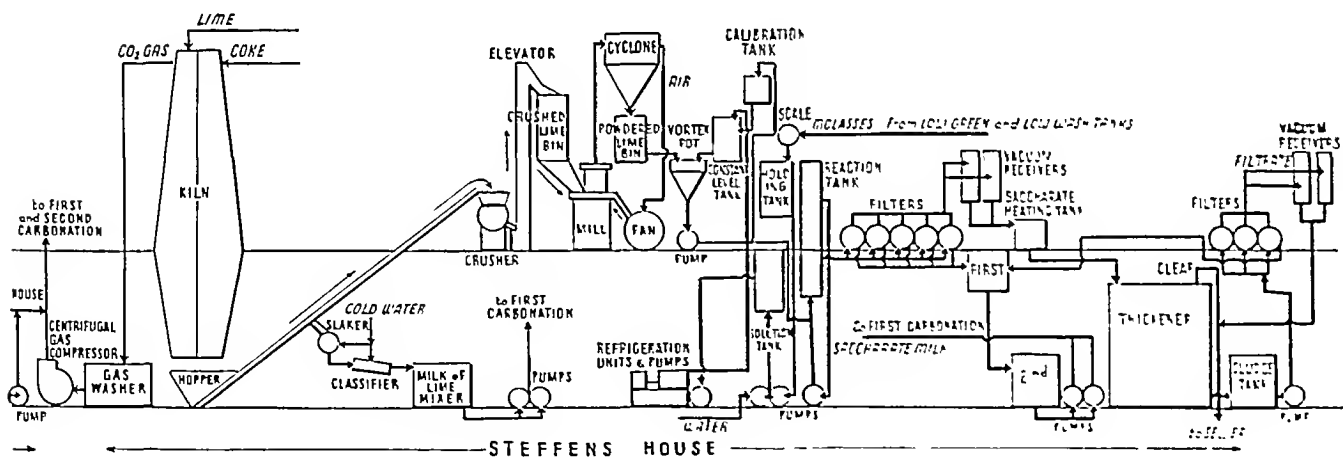 LIME
CO₂ GAS
COKE
KILN
to FIRST
and SECOND
CARBONATION
HOUSE
CENTRIFUGAL
GAS
COMPRESSOR
GAS
WASHER
PUMP
HOPPER
ELEVATOR
CRUSHED
LIME
BIN
CYCLONE
AIR
POWDERED
LIME
BIN
VORTEX
POT
CALIBRATION
TANK
CONSTANT
LEVEL
TANK
CRUSHER
MILL
FAN
PUMP
SLAKER
COLD WATER
CLASSIFIER
MILK of
LIME
MIXER
to FIRST
CARBONATION
PUMPS
REFRIGERATION
UNITS & PUMPS
WATER
SCALE
MOLASSES From LOW GREEN and LOW WASH TANKS
HOLDING
TANK
REACTION
TANK
SOLUTION
TANK
PUMPS
FILTERS
VACUUM
RECEIVERS
SACCHARATE
HEATING TANK
FIRST
to FIRST CARBONATION
SACCHARATE MILK
2nd
PUMPS
THICKENER
CLEAR
FILTERS
FILTRATE
VACUUM
RECEIVERS
TANK
PUMP
to SEWER
STEFFENS HOUSE